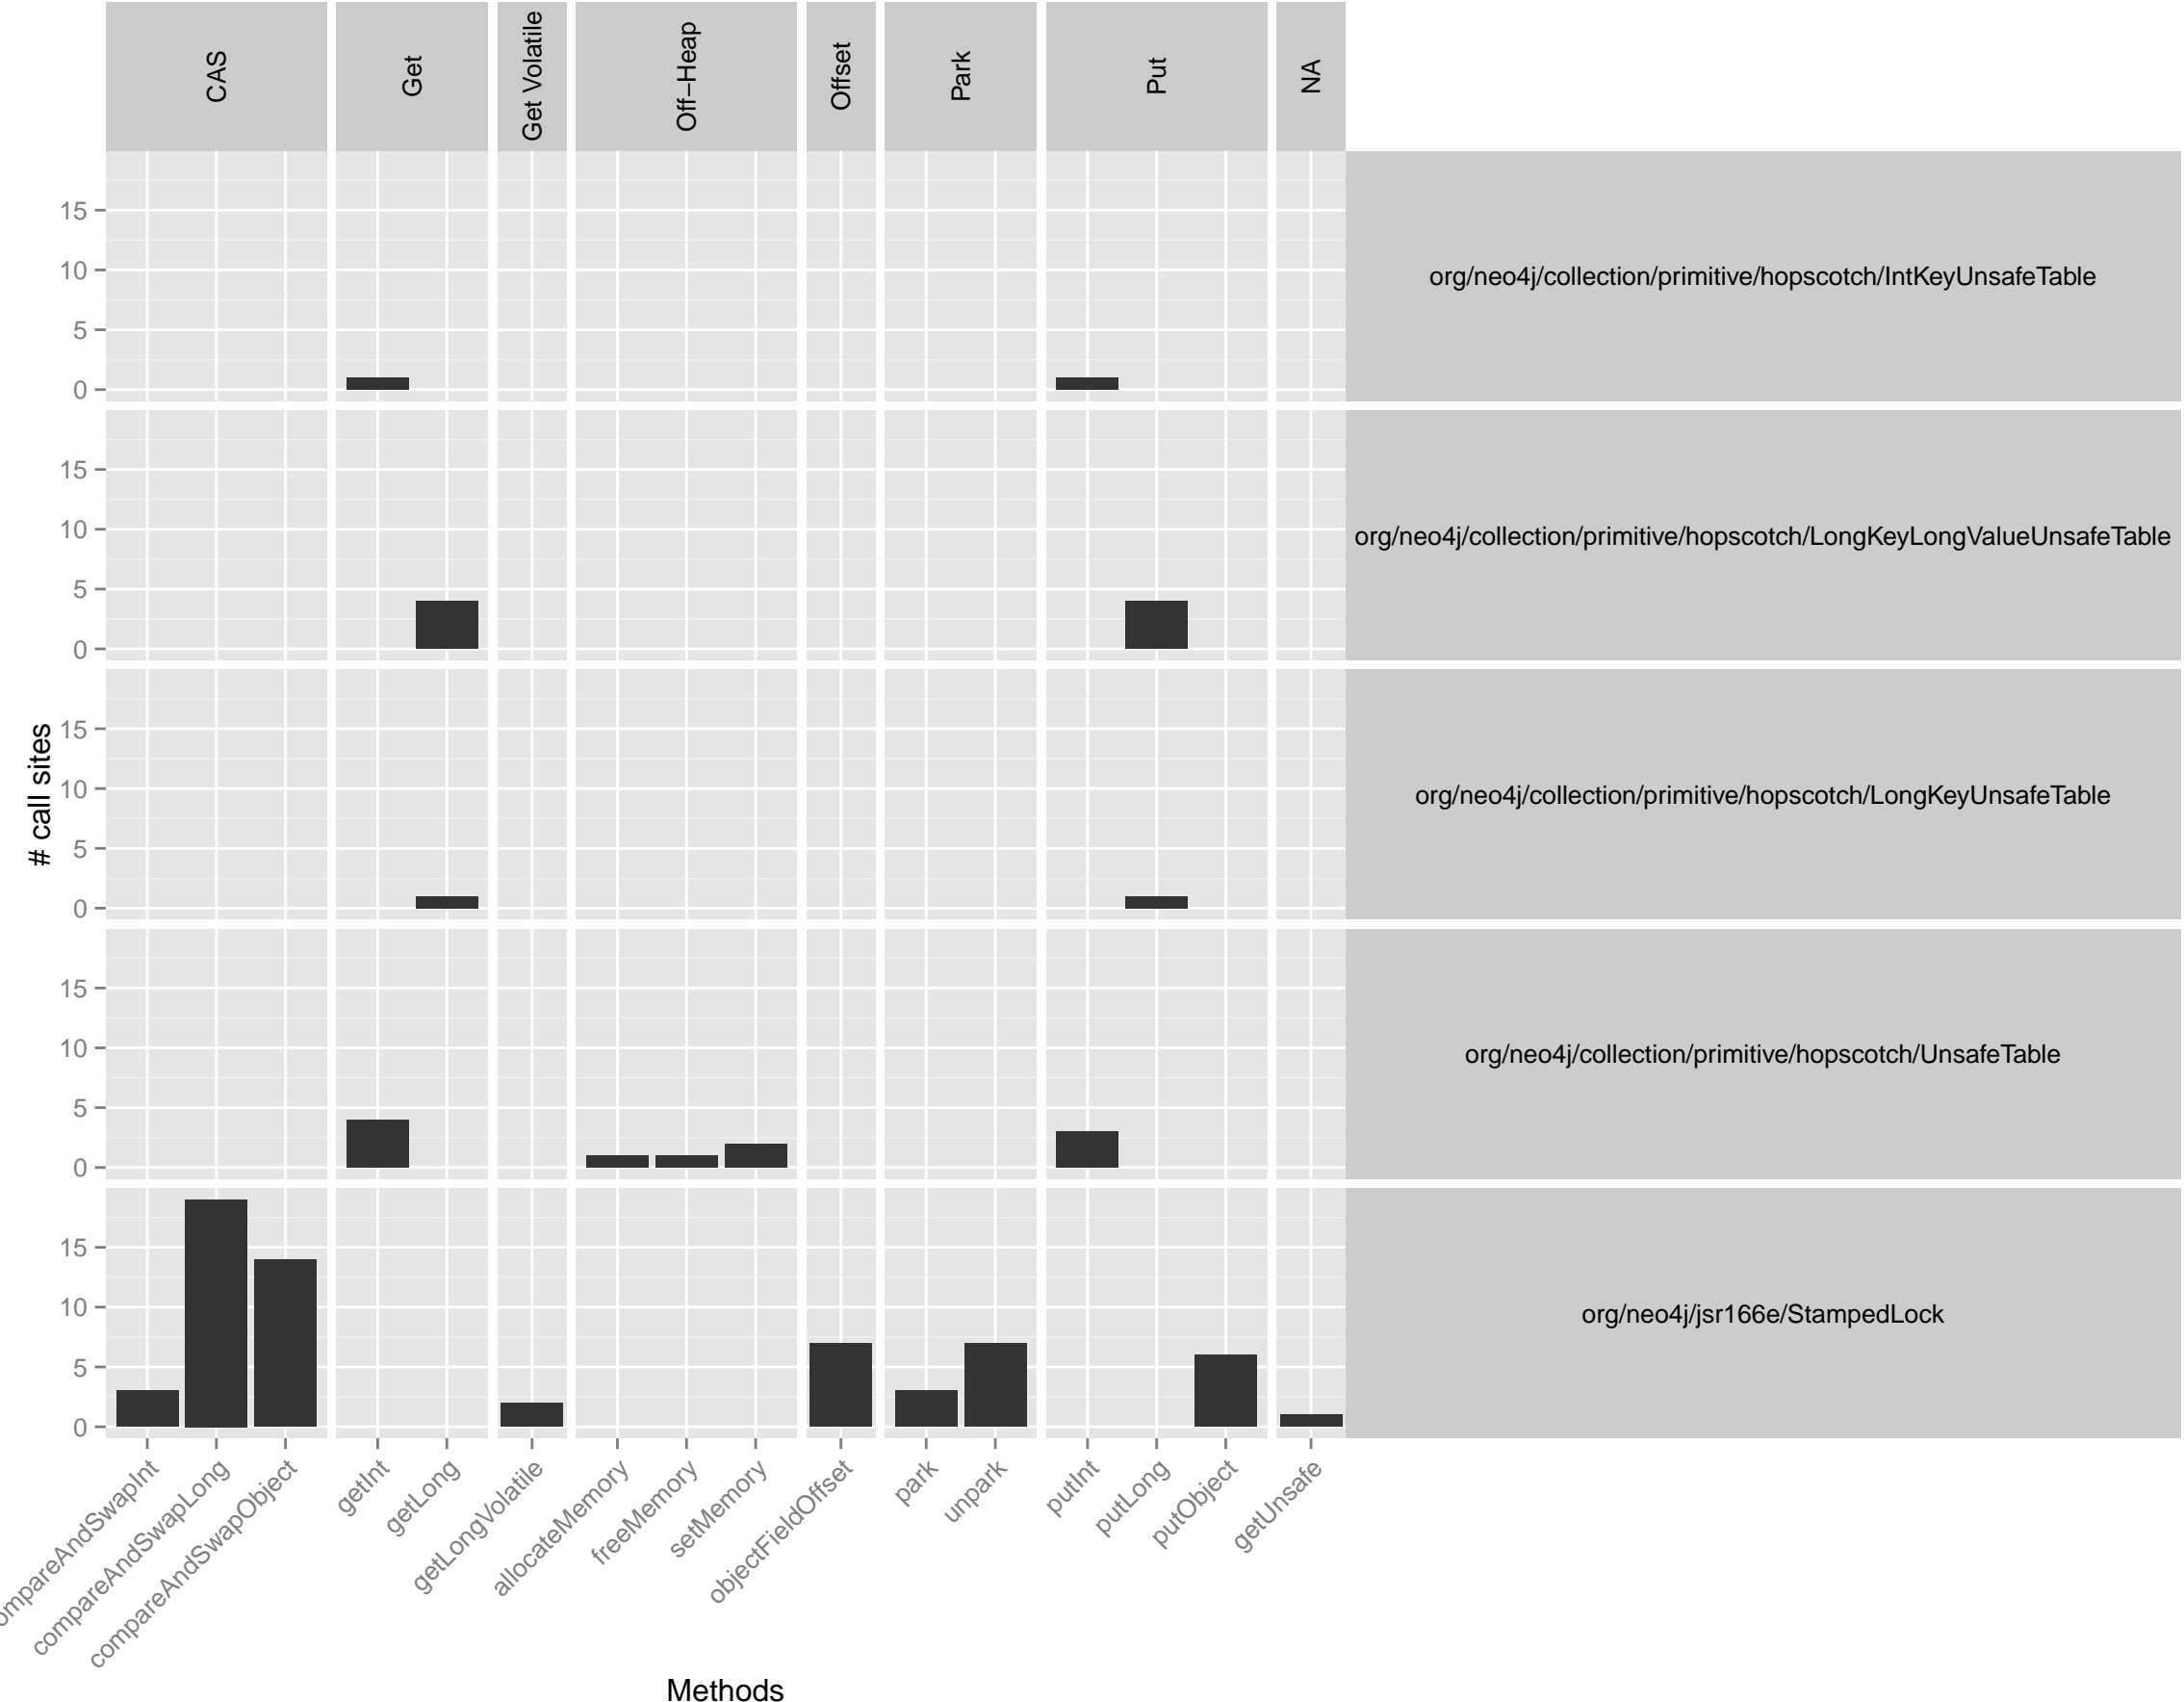 CAS
Get
Get Volatile
Off−Heap
Offset
Park
Put
NA
15
10
5
0
org/neo4j/collection/primitive/hopscotch/IntKeyUnsafeTable
15
10
5
0
org/neo4j/collection/primitive/hopscotch/LongKeyLongValueUnsafeTable
15
10
5
0
org/neo4j/collection/primitive/hopscotch/LongKeyUnsafeTable
15
10
5
0
org/neo4j/collection/primitive/hopscotch/UnsafeTable
15
10
5
0
org/neo4j/jsr166e/StampedLock
# call sites
ompareAndSwapInt
compareAndSwapLong
compareAndSwapObject
getInt
getLong
getLongVolatile
allocateMemory
freeMemory
setMemory
objectFieldOffset
park
unpark
putInt
putLong
putObject
getUnsafe
Methods